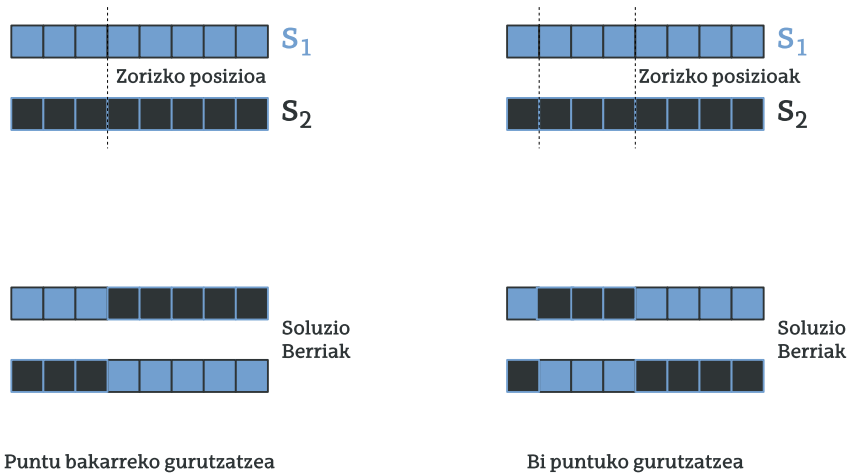 S₁
Zorizko posizioa
S₂
Soluzio
Berriak
Puntu bakarreko gurutzatzea
S₁
Zorizko posizioak
S₂
Soluzio
Berriak
Bi puntuko gurutzatzea